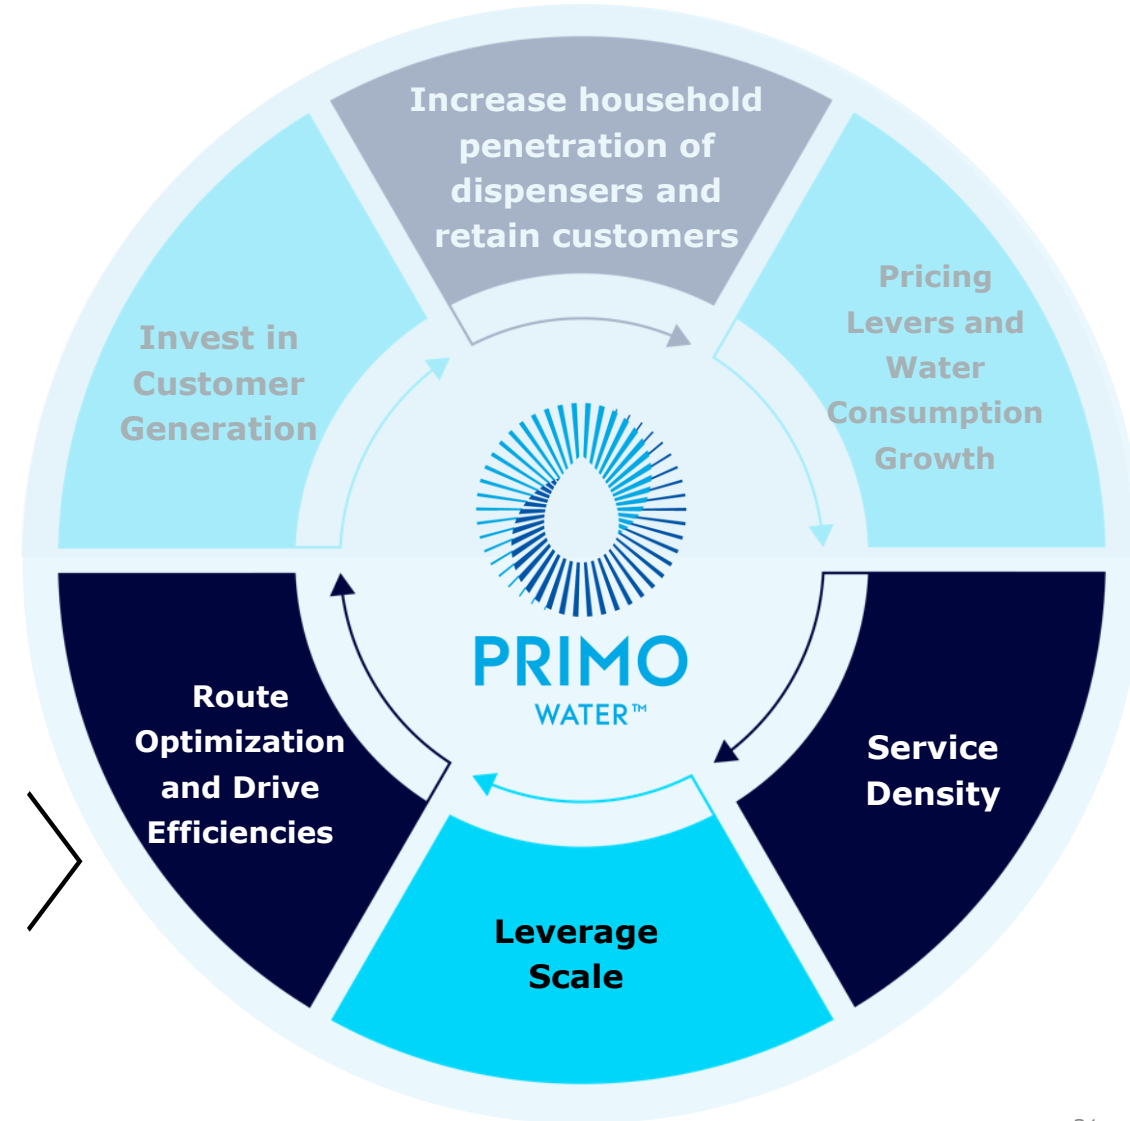 Increase household
penetration of
dispensers and
retain customers
Pricing
Levers and
Water
Consumption
Growth
Invest in
Customer
Generation
PRIMO
WATER™
Route
Optimization
and Drive
Efficiencies
Service
Density
Leverage
Scale